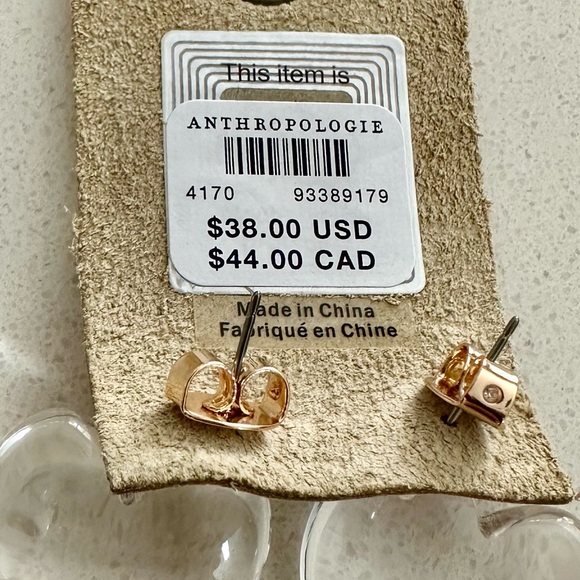 This item is
ANTHROPOLOGIE
4170 93389179
$38.00 USD
$44.00 CAD
Made in China
Fabriqué en Chine